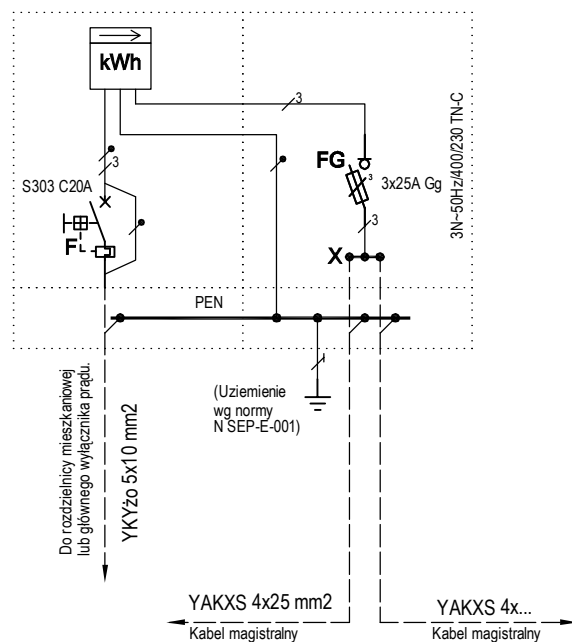 kWh
3
3
S303 C20A
F
FG
3
3x25A Gg
3
X
3N~50Hz/400/230 TN-C
PEN
(Uziemienie
wg normy
N SEP-E-001)
Do rozdzielnicy mieszkaniowej
lub głównego wyłącznika prądu.
YKYżo 5x10 mm2
YAKXS 4x25 mm2
Kabel magistralny
YAKXS 4x...
Kabel magistralny